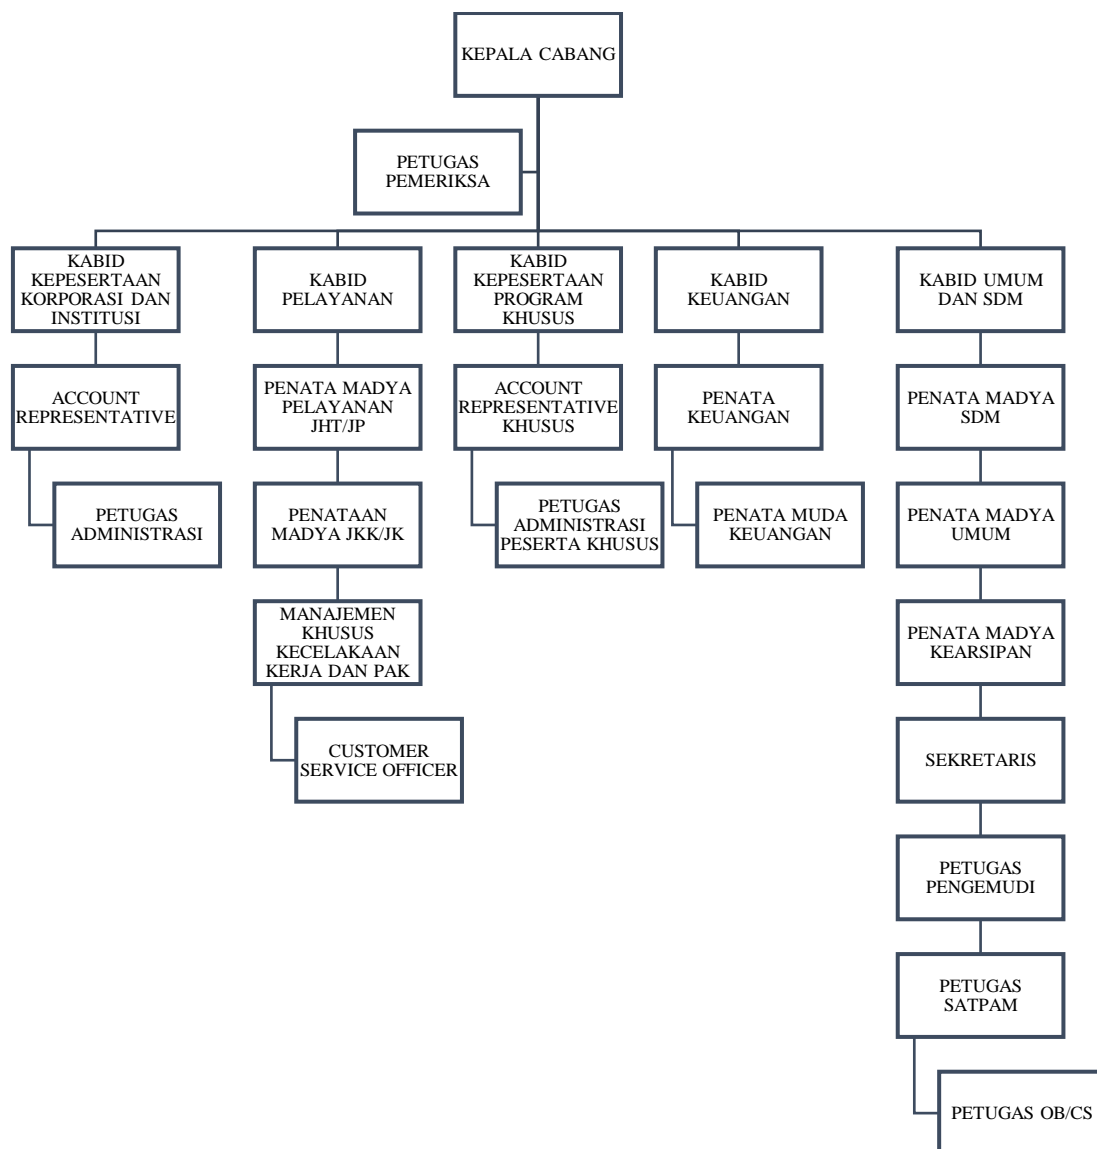 KEPALA CABANG
PETUGAS
PEMERIKSA
KABID
KEPESERTAAN
KORPORASI DAN
INSTITUSI
KABID
PELAYANAN
KABID
KEPESERTAAN
PROGRAM
KHUSUS
KABID
KEUANGAN
KABID UMUM
DAN SDM
ACCOUNT
REPRESENTATIVE
PENATA MADYA
PELAYANAN
JHT/JP
ACCOUNT
REPRESENTATIVE
KHUSUS
PENATA
KEUANGAN
PENATA MADYA
SDM
PETUGAS
ADMINISTRASI
PENATAAN
MADYA JKK/JK
PETUGAS
ADMINISTRASI
PESERTA KHUSUS
PENATA MUDA
KEUANGAN
PENATA MADYA
UMUM
MANAJEMEN
KHUSUS
KECELAKAAN
KERJA DAN PAK
PENATA MADYA
KEARSIPAN
CUSTOMER
SERVICE OFFICER
SEKRETARIS
PETUGAS
PENGEMUDI
PETUGAS
SATPAM
PETUGAS OB/CS